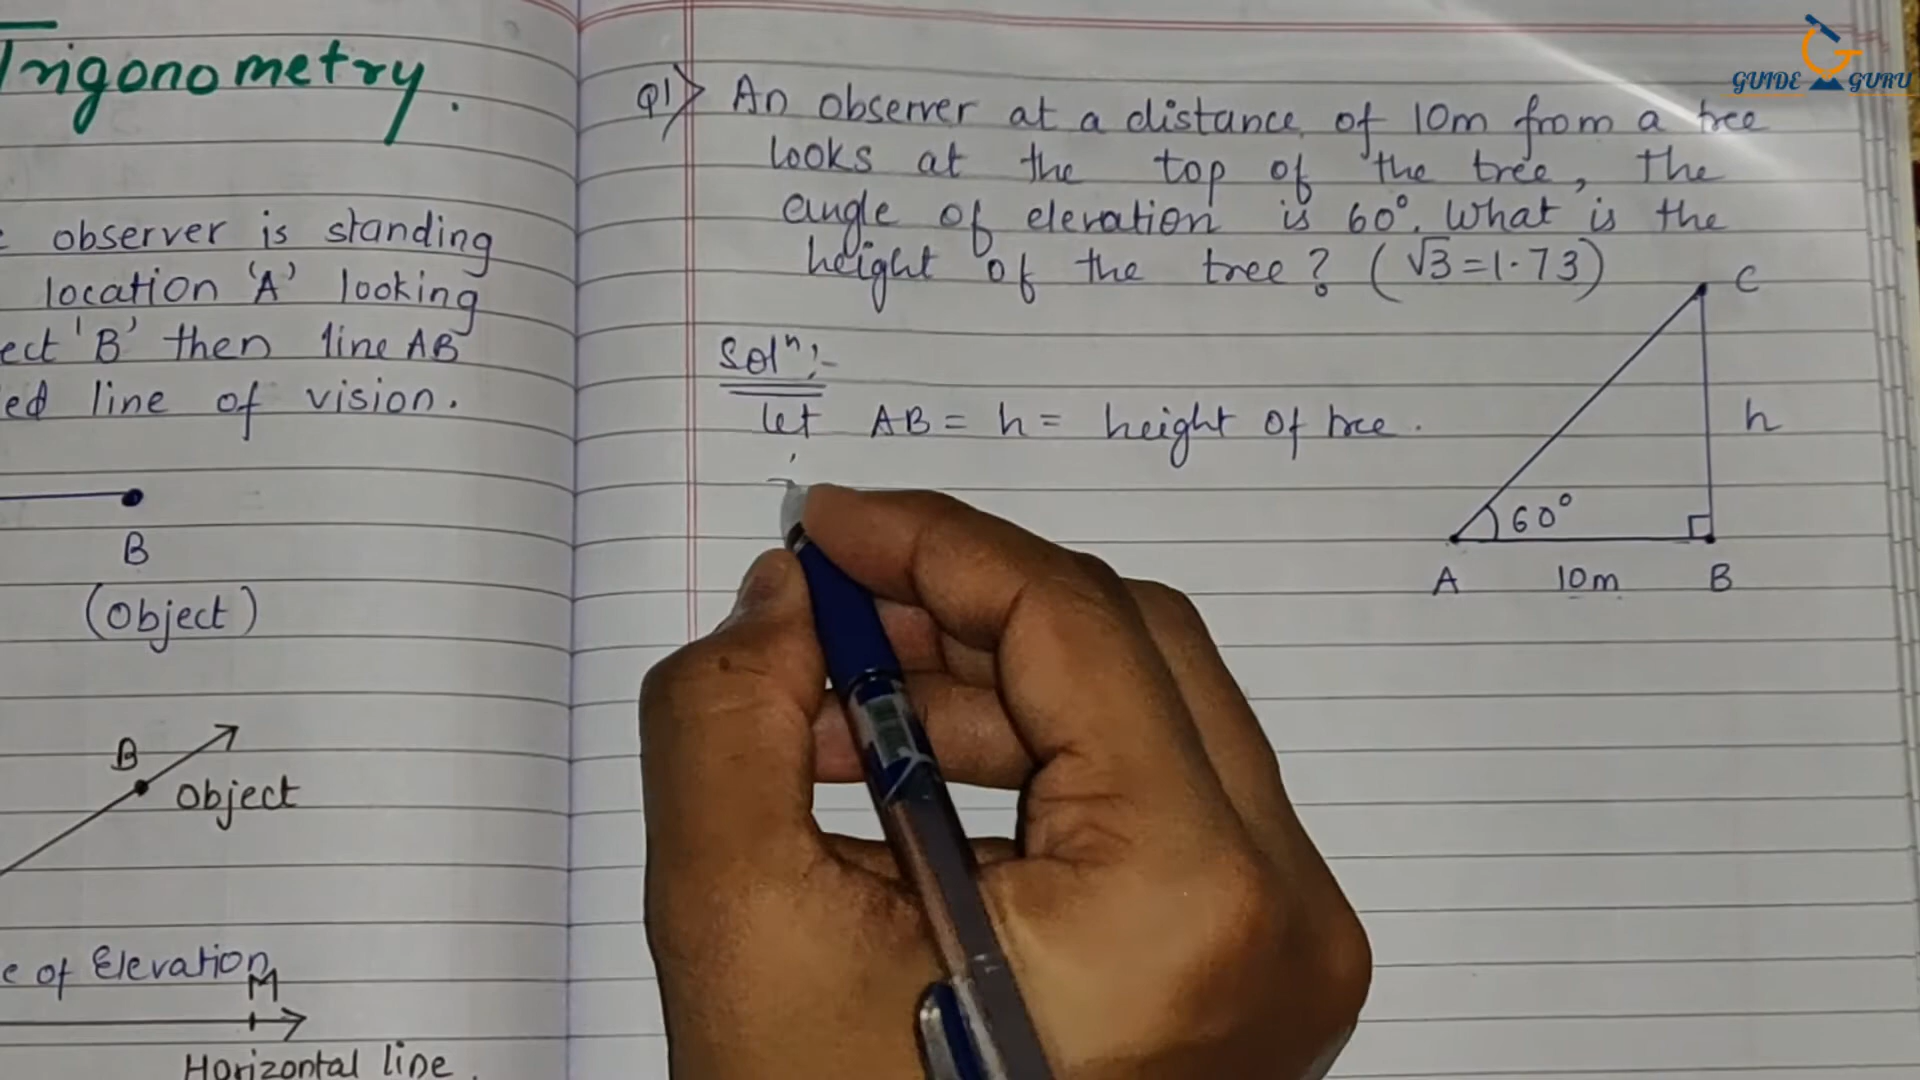 Trigonometry.
observer is standing
location 'A' looking
ect 'B' then line AB
ed line of vision.
B
(Object)
B
Object
e of Elevation
M
Horizontal line.
Q1> An observer at a distance of 10m from a tree
looks at the top of the tree, the
angle of elevation is 60°. What is the
height of the tree? (√3=1.73)
Solⁿ:-
let AB = h = height of tree.
C
h
60°
A 10m B
GUIDE GURU